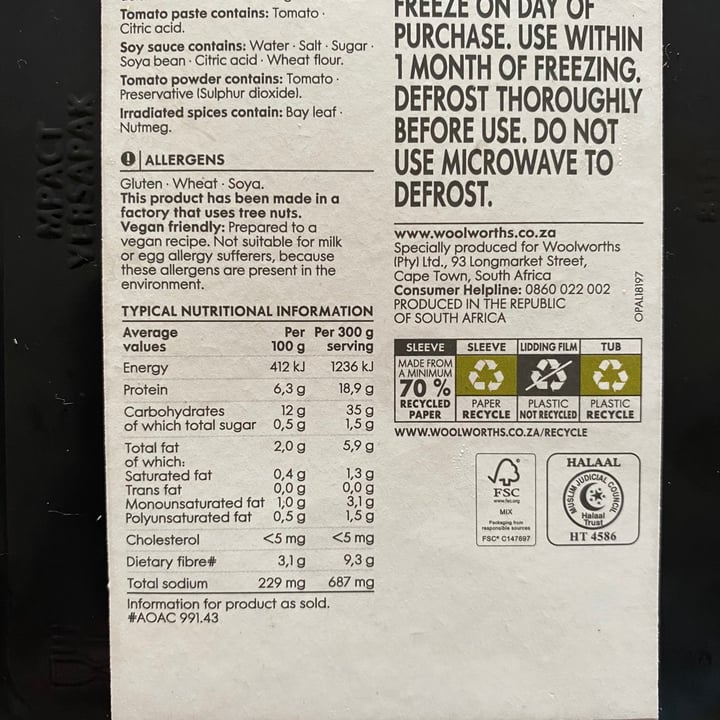 Tomato paste contains: Tomato ·
Citric acid.
Soy sauce contains: Water · Salt · Sugar ·
Soya bean · Citric acid · Wheat flour.
Tomato powder contains: Tomato ·
Preservative (Sulphur dioxide).
Irradiated spices contain: Bay leaf ·
Nutmeg.
ALLERGENS
Gluten · Wheat · Soya.
This product has been made in a
factory that uses tree nuts.
Vegan friendly: Prepared to a
vegan recipe. Not suitable for milk
or egg allergy sufferers, because
these allergens are present in the
environment.
TYPICAL NUTRITIONAL INFORMATION
Average values Per 100 g Per 300 g serving
Energy 412 kJ 1236 kJ
Protein 6,3 g 18,9 g
Carbohydrates 12 g 35 g
of which total sugar 0,5 g 1,5 g
Total fat 2,0 g 5,9 g
of which:
Saturated fat 0,4 g 1,3 g
Trans fat 0,0 g 0,0 g
Monounsaturated fat 1,0 g 3,1 g
Polyunsaturated fat 0,5 g 1,5 g
Cholesterol <5 mg <5 mg
Dietary fibre# 3,1 g 9,3 g
Total sodium 229 mg 687 mg
Information for product as sold.
#AOAC 991.43
FREEZE ON DAY OF
PURCHASE. USE WITHIN
1 MONTH OF FREEZING.
DEFROST THOROUGHLY
BEFORE USE. DO NOT
USE MICROWAVE TO
DEFROST.
www.woolworths.co.za
Specially produced for Woolworths
(Pty) Ltd., 93 Longmarket Street,
Cape Town, South Africa
Consumer Helpline: 0860 022 002
PRODUCED IN THE REPUBLIC
OF SOUTH AFRICA
OPALI8197
SLEEVE
MADE FROM
A MINIMUM
70 %
RECYCLED
PAPER
SLEEVE
PAPER
RECYCLE
LIDDING FILM
PLASTIC
NOT RECYCLED
TUB
PLASTIC
RECYCLE
WWW.WOOLWORTHS.CO.ZA/RECYCLE
FSC
www.fsc.org
MIX
Packaging from
responsible sources
FSC® C147697
HALAAL
MUSLIM JUDICIAL COUNCIL
Halaal
Trust
HT 4586
MPACT
VERSAPAK